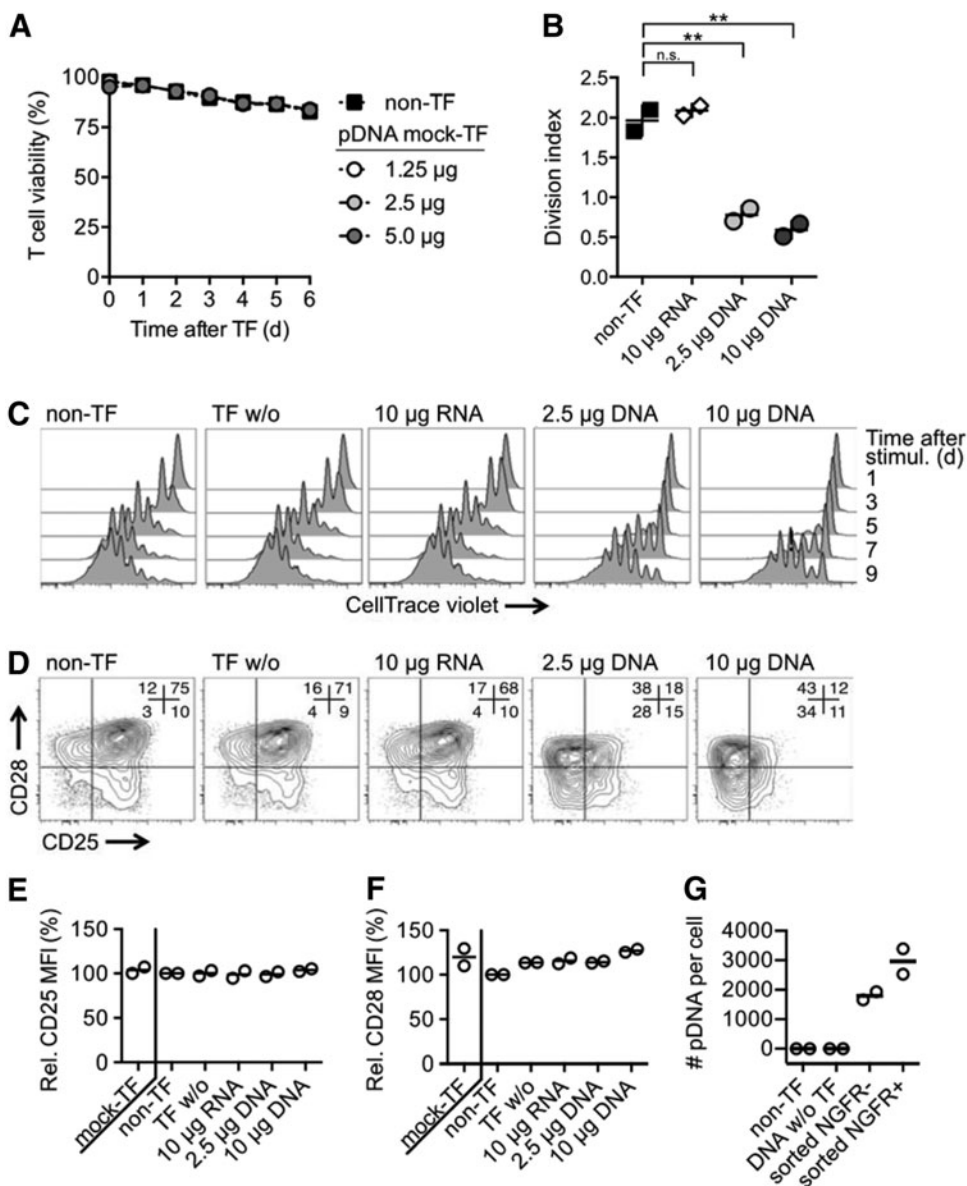 A
T cell viability (%)
100
75
50
25
0
0 1 2 3 4 5 6
Time after TF (d)
non-TF
pDNA mock-TF
1.25 µg
2.5 µg
5.0 µg
B
**
**
n.s.
Division index
2.5
2.0
1.5
1.0
0.5
0.0
non-TF
10 µg RNA
2.5 µg DNA
10 µg DNA
C
non-TF TF w/o 10 µg RNA 2.5 µg DNA 10 µg DNA
Time after
stimul. (d)
1
3
5
7
9
CellTrace violet
D
non-TF TF w/o 10 µg RNA 2.5 µg DNA 10 µg DNA
12 75 16 71 17 68 38 18 43 12
3 10 4 9 4 10 28 15 34 11
CD28
CD25
E
Rel. CD25 MFI (%)
150
100
50
0
mock-TF
non-TF
TF w/o
10 µg RNA
2.5 µg DNA
10 µg DNA
F
Rel. CD28 MFI (%)
150
100
50
0
mock-TF
non-TF
TF w/o
10 µg RNA
2.5 µg DNA
10 µg DNA
G
# pDNA per cell
4000
3000
2000
1000
0
non-TF
DNA w/o TF
sorted NGFR-
sorted NGFR+